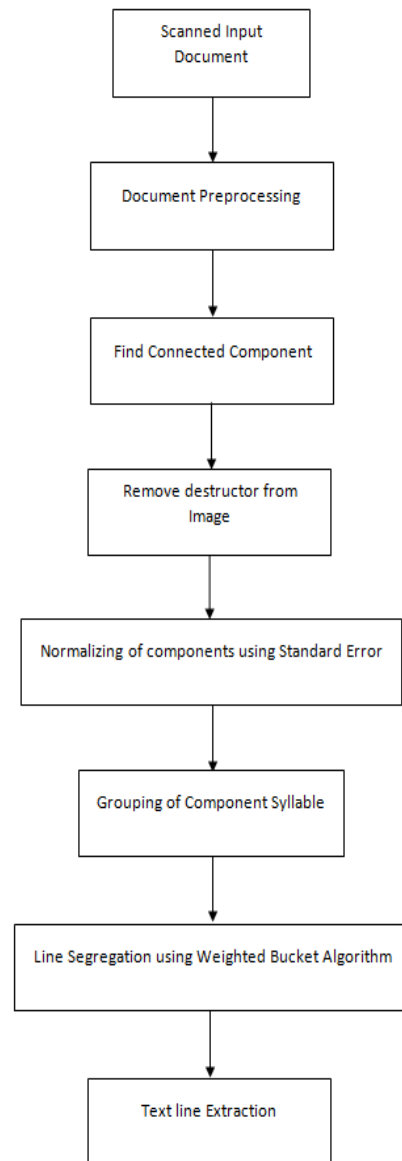 Scanned Input
Document
Document Preprocessing
Find Connected Component
Remove destructor from
Image
Normalizing of components using Standard Error
Grouping of Component Syllable
Line Segregation using Weighted Bucket Algorithm
Text line Extraction